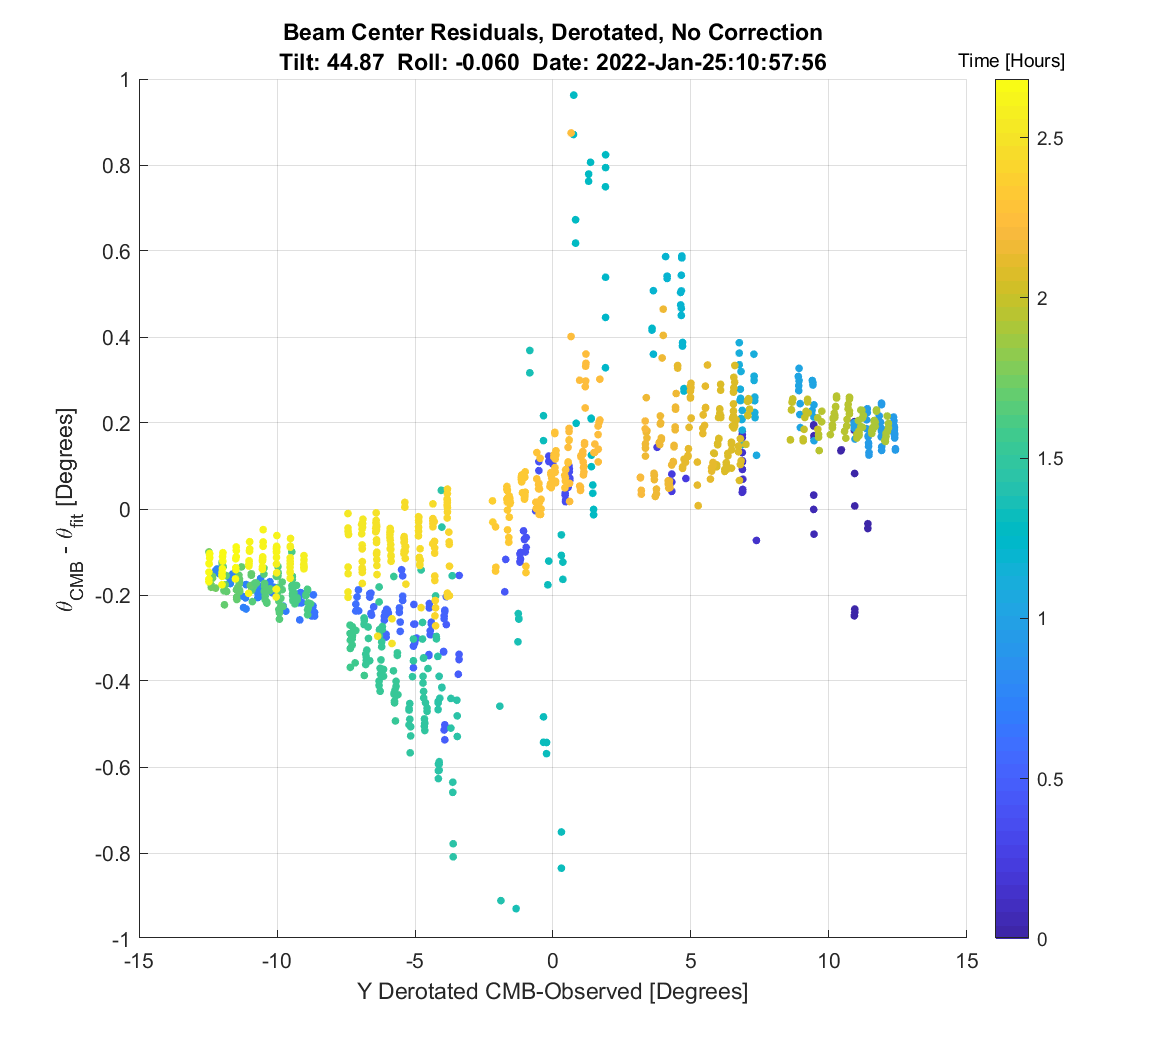 Beam Center Residuals, Derotated, No Correction
Tilt: 44.87 Roll: -0.060 Date: 2022-Jan-25:10:57:56
Time [Hours]
1
0.8
0.6
0.4
0.2
0
-0.2
-0.4
-0.6
-0.8
-1
θCMB - θfit [Degrees]
-15 -10 -5 0 5 10 15
Y Derotated CMB-Observed [Degrees]
2.5
2
1.5
1
0.5
0